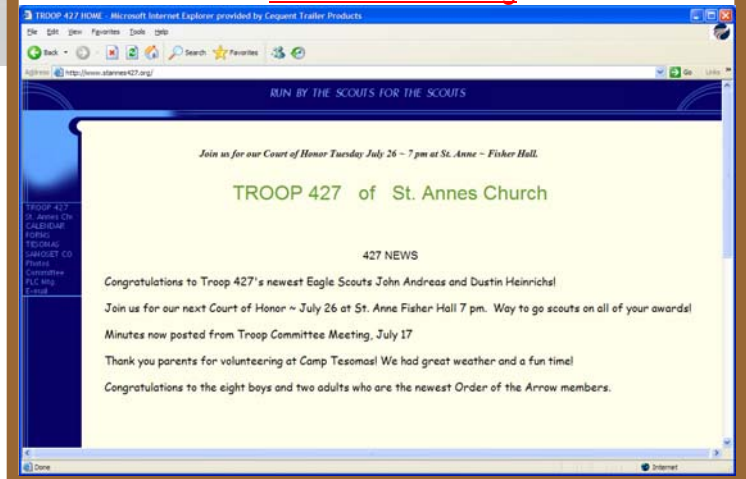 TROOP 427 HOME - Microsoft Internet Explorer provided by Cequent Trailer Products
File Edit View Favorites Tools Help
Back Search Favorites
Address http://www.stannes427.org/ Go Links
RUN BY THE SCOUTS FOR THE SCOUTS
Join us for our Court of Honor Tuesday July 26 ~ 7 pm at St. Anne ~ Fisher Hall.
TROOP 427 of St. Annes Church
TROOP 427
St. Annes Ch
CALENDAR
FORMS
TESOMAS
SAMOSET CO
Photos
Committee
PLC Mtg
E-mail
427 NEWS
Congratulations to Troop 427's newest Eagle Scouts John Andreas and Dustin Heinrichs!
Join us for our next Court of Honor ~ July 26 at St. Anne Fisher Hall 7 pm. Way to go scouts on all of your awards!
Minutes now posted from Troop Committee Meeting, July 17
Thank you parents for volunteering at Camp Tesomas! We had great weather and a fun time!
Congratulations to the eight boys and two adults who are the newest Order of the Arrow members.
Done Internet